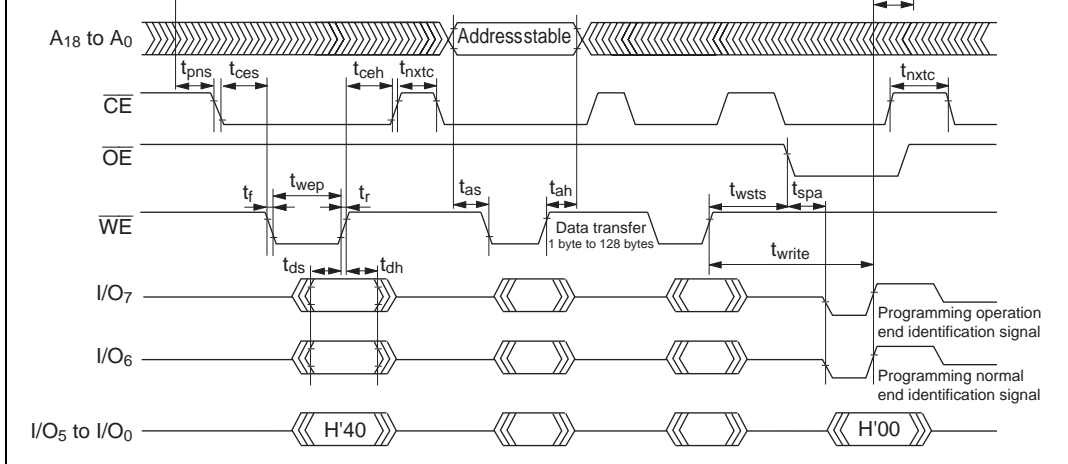 A18 to A0
Addressstable
tpns
tces
tceh
tnxtc
tnxtc
CE
OE
tf
twep
tr
tas
tah
twsts
tspa
WE
Data transfer
1 byte to 128 bytes
twrite
tds
tdh
I/O7
Programming operation
end identification signal
I/O6
Programming normal
end identification signal
I/O5 to I/O0
H'40
H'00